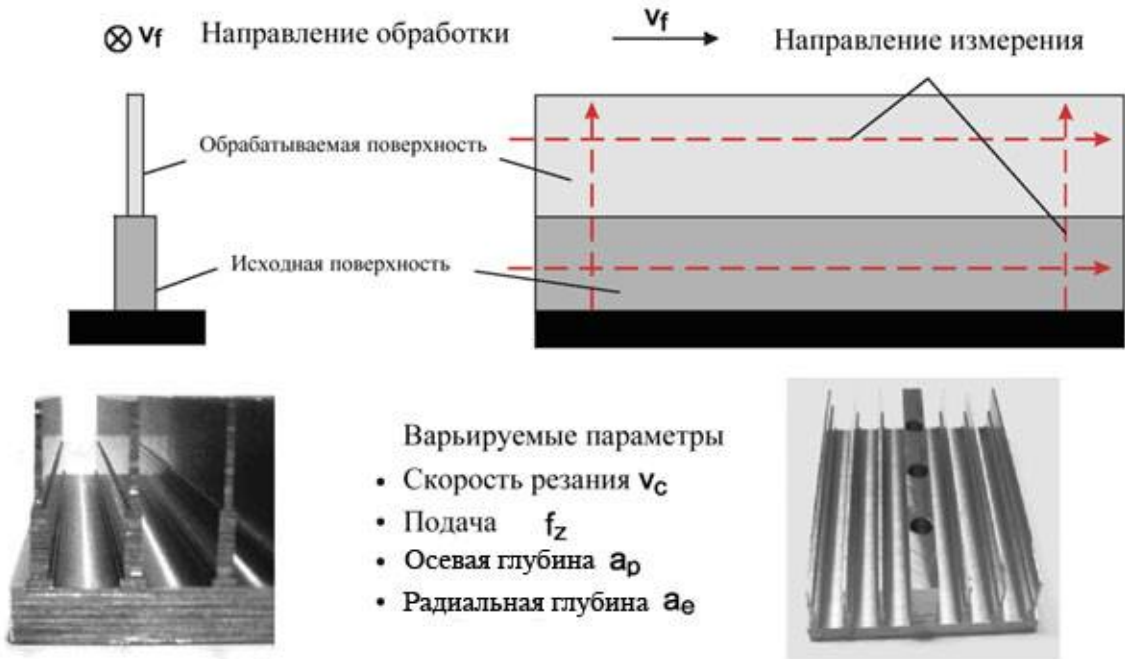 ⊗ vf Направление обработки
vf
Направление измерения
Обрабатываемая поверхность
Исходная поверхность
Варьируемые параметры
• Скорость резания vc
• Подача fz
• Осевая глубина ap
• Радиальная глубина ae